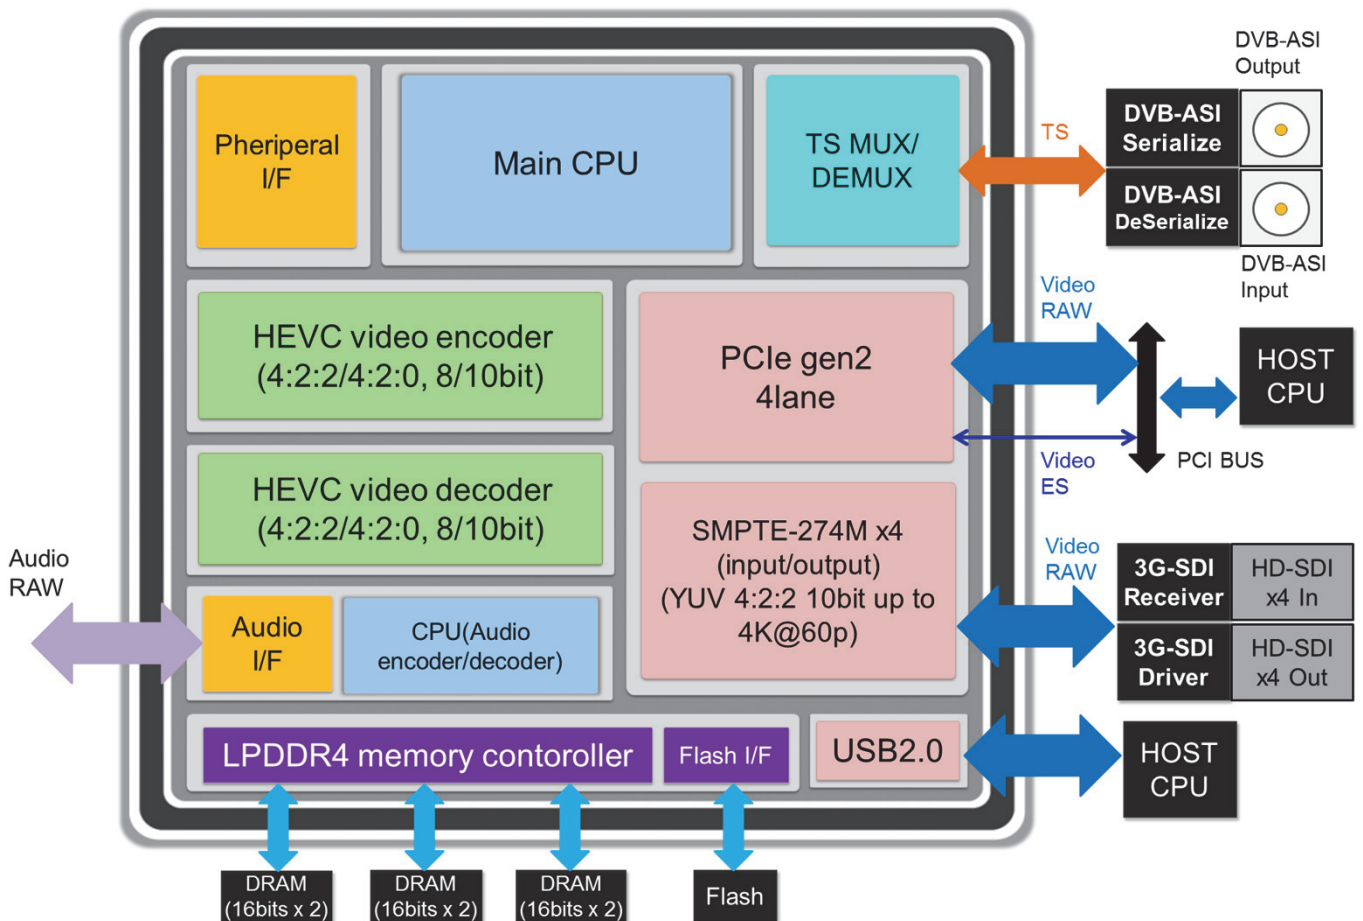 DVB-ASI
Output
Pheriperal
I/F
Main CPU
TS MUX/
DEMUX
TS
DVB-ASI
Serialize
DVB-ASI
DeSerialize
DVB-ASI
Input
HEVC video encoder
(4:2:2/4:2:0, 8/10bit)
PCIe gen2
4lane
Video
RAW
HOST
CPU
Video
ES
PCI BUS
HEVC video decoder
(4:2:2/4:2:0, 8/10bit)
SMPTE-274M x4
(input/output)
(YUV 4:2:2 10bit up to
4K@60p)
Video
RAW
3G-SDI
Receiver
HD-SDI
x4 In
3G-SDI
Driver
HD-SDI
x4 Out
Audio
RAW
Audio
I/F
CPU(Audio
encoder/decoder)
LPDDR4 memory contoroller
Flash I/F
USB2.0
HOST
CPU
DRAM
(16bits x 2)
DRAM
(16bits x 2)
DRAM
(16bits x 2)
Flash